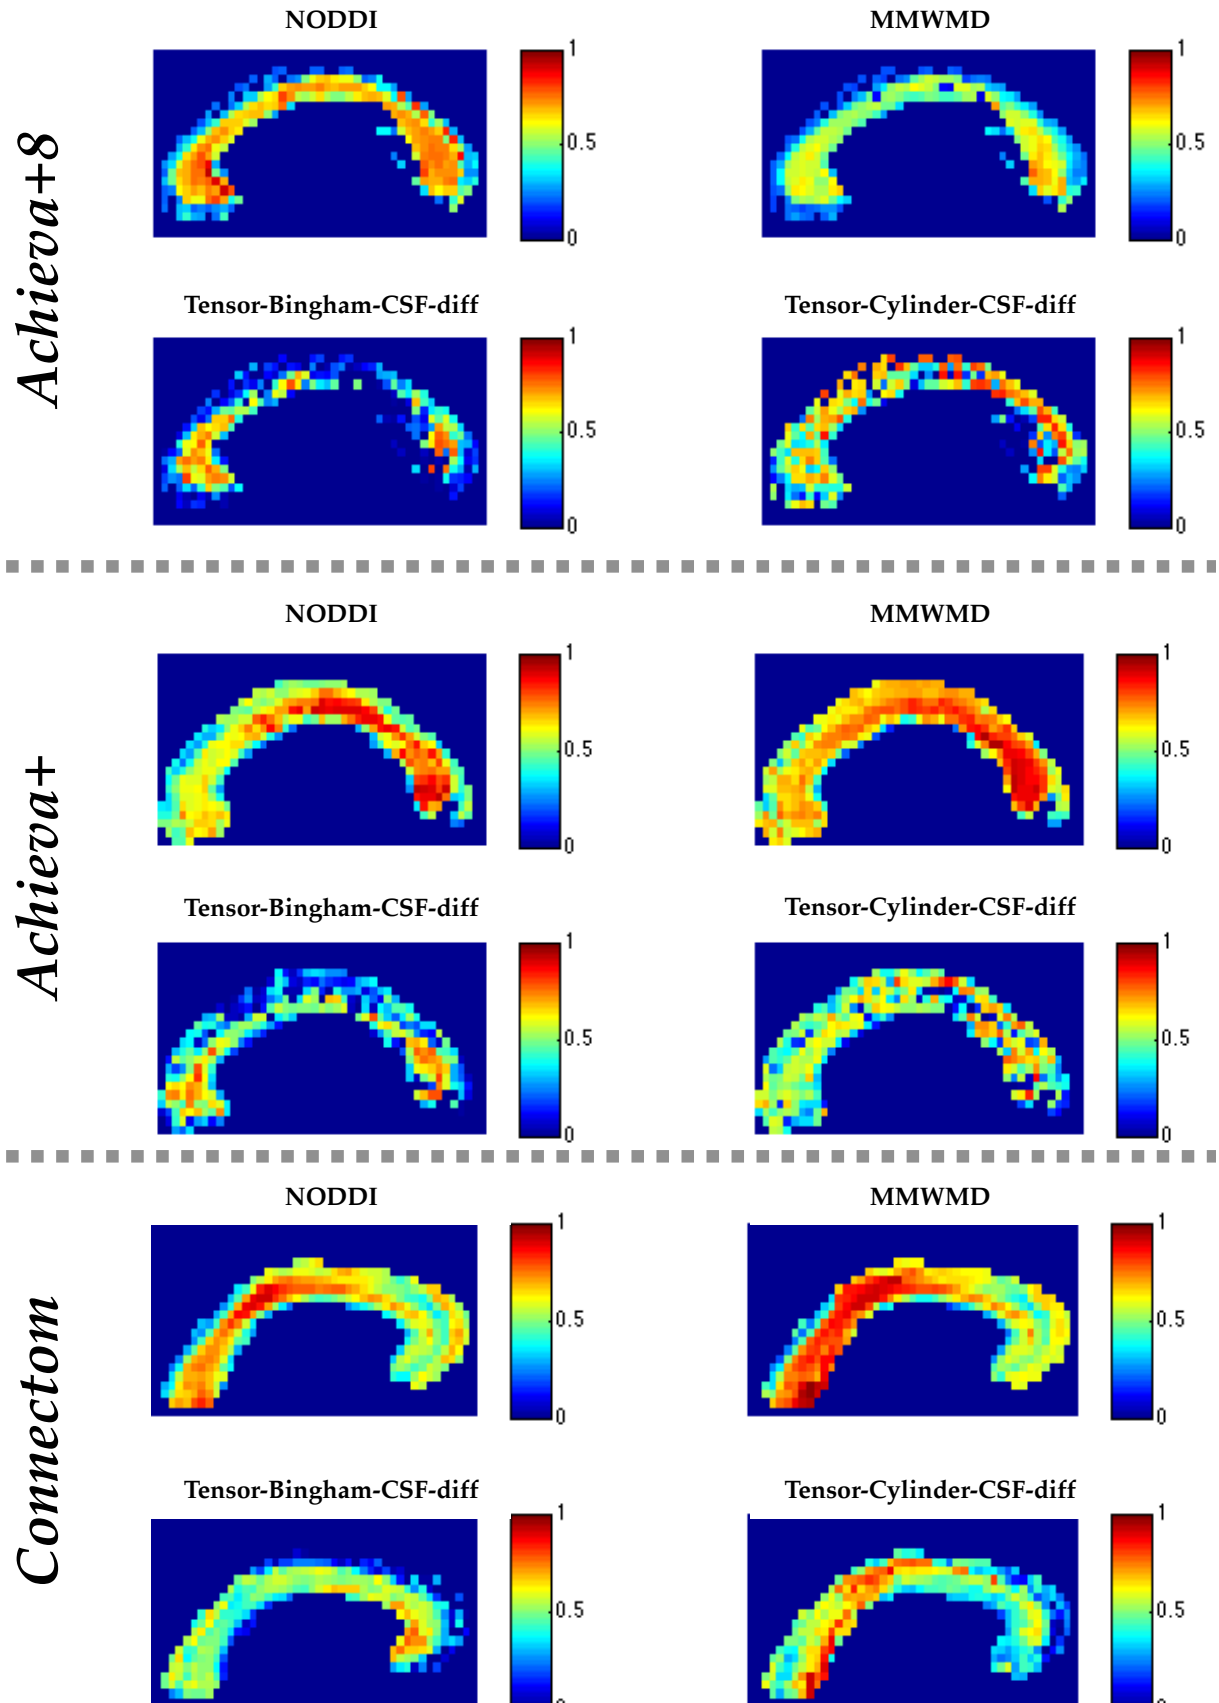 Achieva+8
NODDI
1
0.5
0
MMWMD
1
0.5
0
Tensor-Bingham-CSF-diff
1
0.5
0
Tensor-Cylinder-CSF-diff
1
0.5
0
Achieva+
NODDI
1
0.5
0
MMWMD
1
0.5
0
Tensor-Bingham-CSF-diff
1
0.5
0
Tensor-Cylinder-CSF-diff
1
0.5
0
Connectom
NODDI
1
0.5
0
MMWMD
1
0.5
0
Tensor-Bingham-CSF-diff
1
0.5
0
Tensor-Cylinder-CSF-diff
1
0.5
0